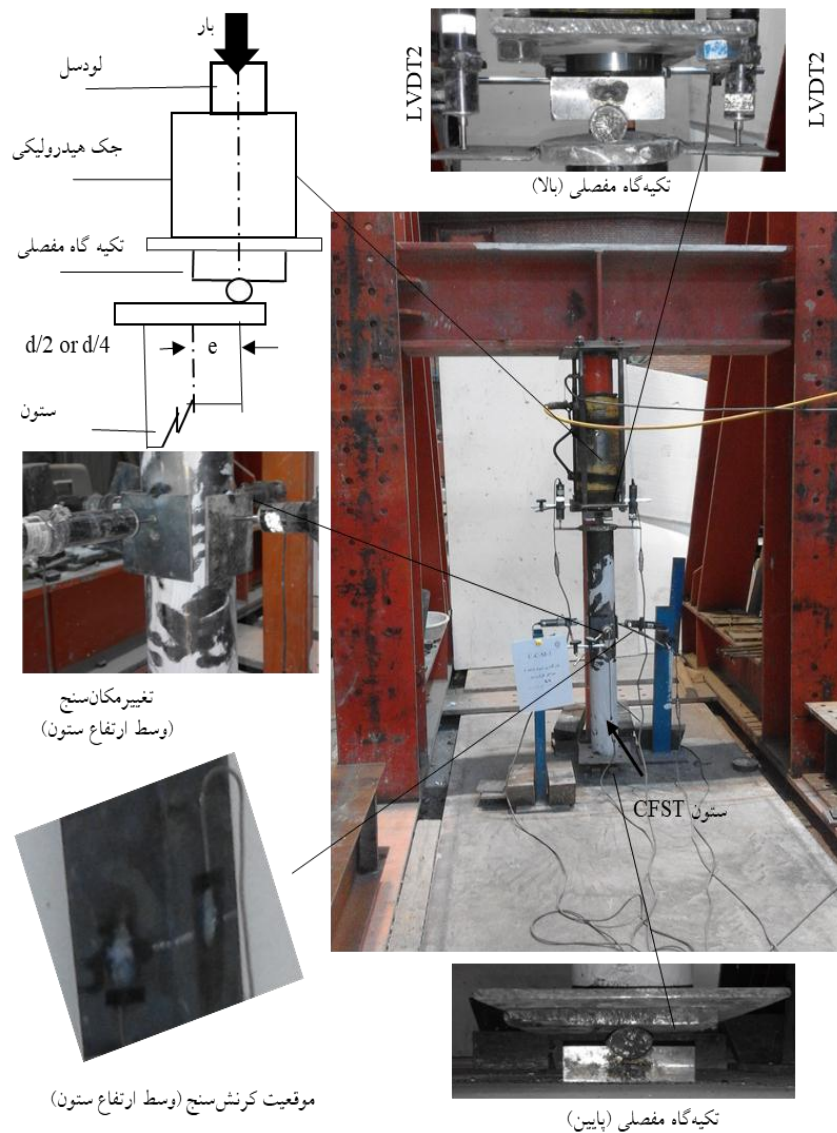 بار
لودسل
جک هیدرولیکی
تکیه گاه مفصلی
d/2 or d/4
e
ستون
LVDT2
LVDT2
تکیه‌گاه مفصلی (بالا)
تغییرمکان‌سنج
(وسط ارتفاع ستون)
ستون CFST
موقعیت کرنش‌سنج (وسط ارتفاع ستون)
تکیه‌گاه مفصلی (پایین)